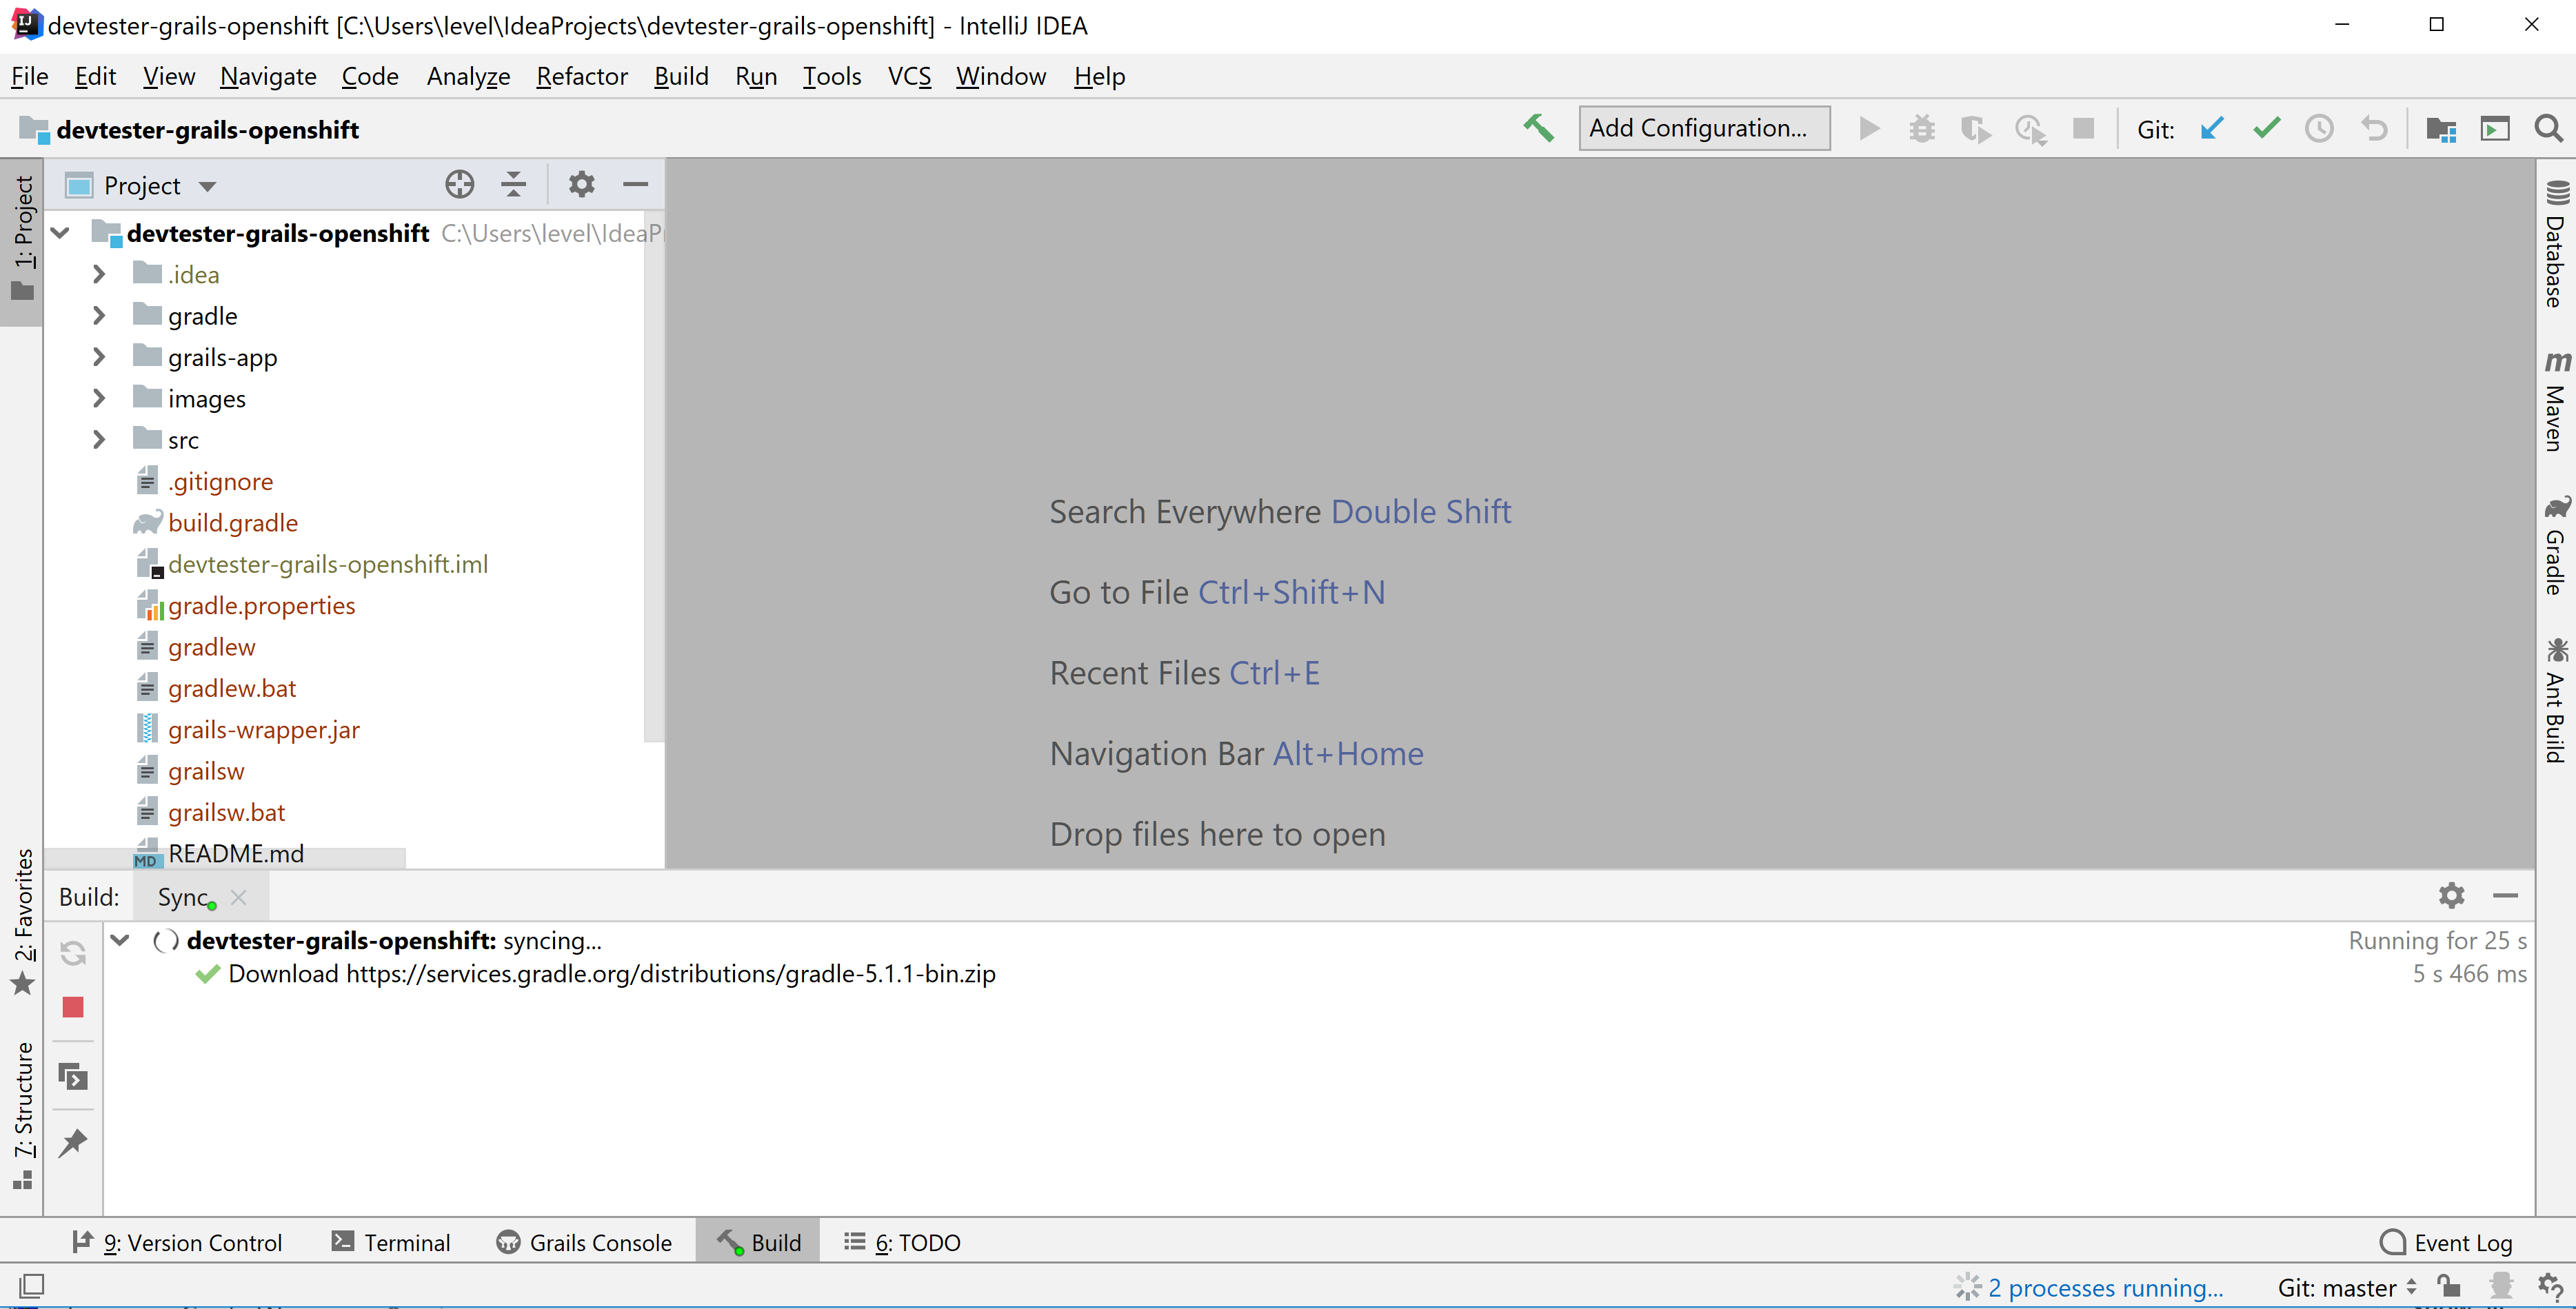 devtester-grails-openshift [C:\Users\level\IdeaProjects\devtester-grails-openshift] - IntelliJ IDEA
File Edit View Navigate Code Analyze Refactor Build Run Tools VCS Window Help
devtester-grails-openshift
Add Configuration...
Git:
1: Project
Project
devtester-grails-openshift C:\Users\level\IdeaPr
.idea
gradle
grails-app
images
src
.gitignore
build.gradle
devtester-grails-openshift.iml
gradle.properties
gradlew
gradlew.bat
grails-wrapper.jar
grailsw
grailsw.bat
MD README.md
Search Everywhere Double Shift
Go to File Ctrl+Shift+N
Recent Files Ctrl+E
Navigation Bar Alt+Home
Drop files here to open
Database
m Maven
Gradle
Ant Build
2: Favorites
7: Structure
Build: Sync
devtester-grails-openshift: syncing... Running for 25 s
Download https://services.gradle.org/distributions/gradle-5.1.1-bin.zip 5 s 466 ms
9: Version Control Terminal Grails Console Build 6: TODO Event Log
2 processes running... Git: master